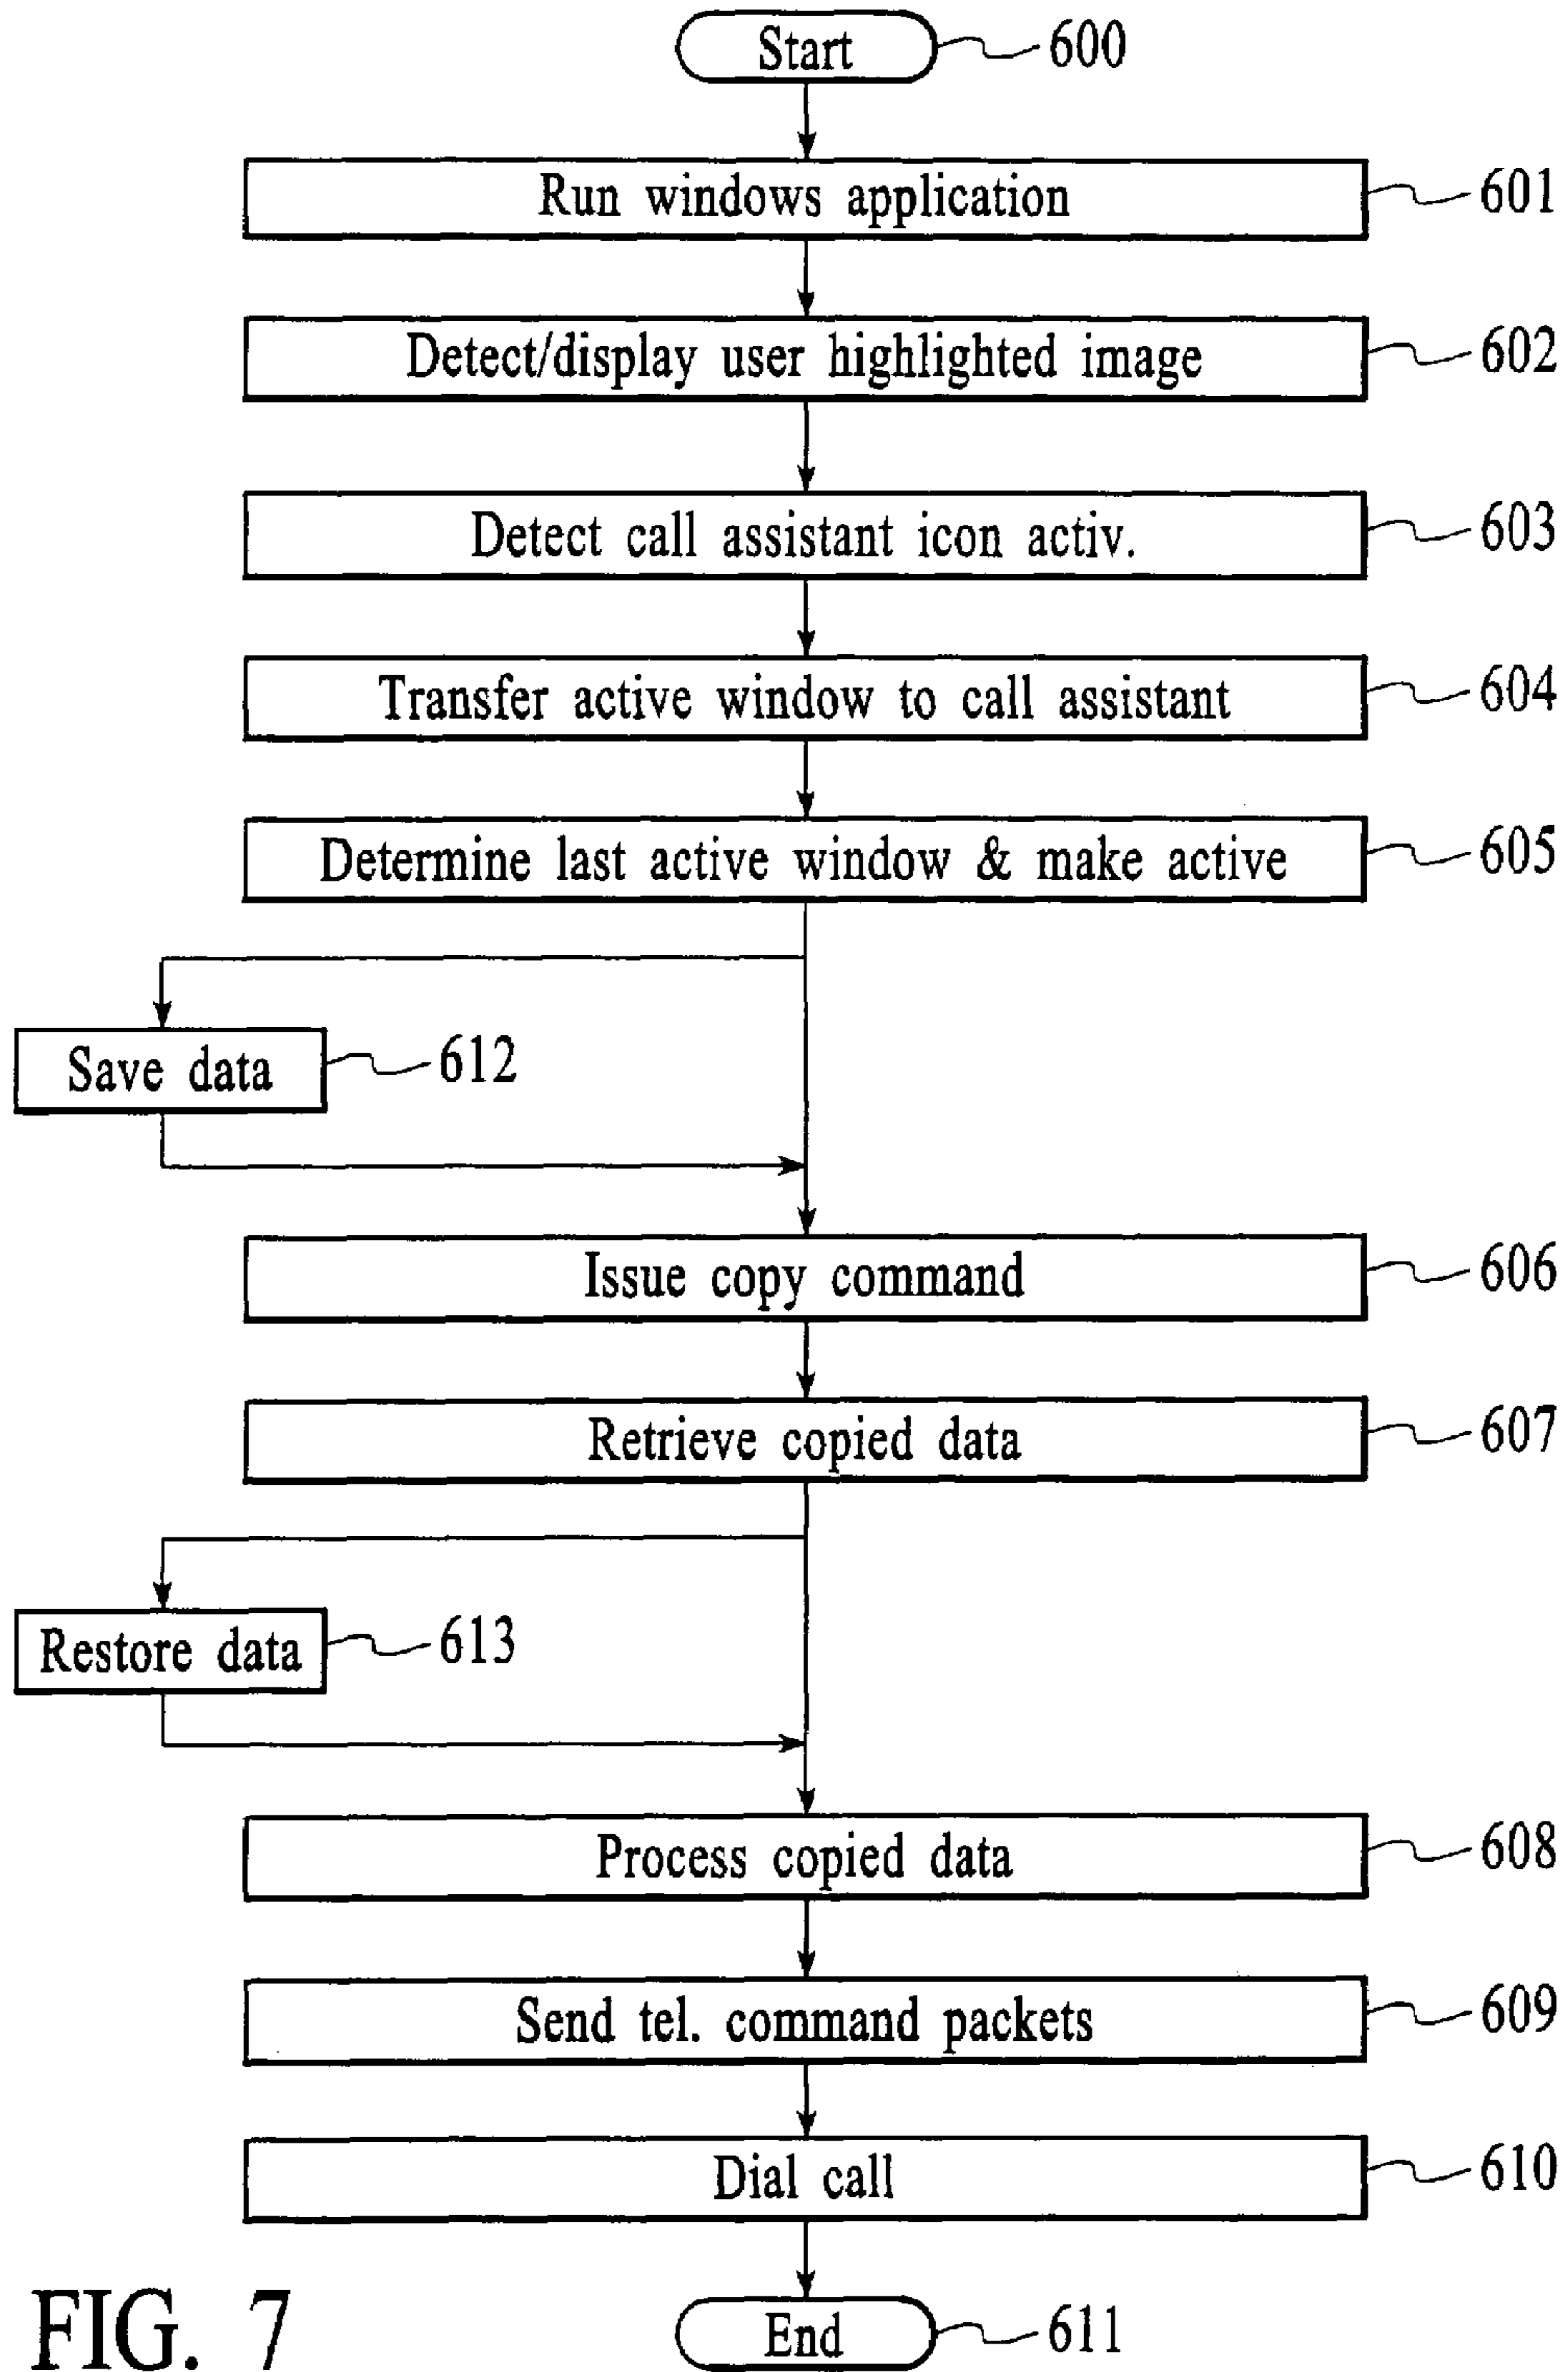 Start 600
Run windows application 601
Detect/display user highlighted image 602
Detect call assistant icon activ. 603
Transfer active window to call assistant 604
Determine last active window & make active 605
Save data 612
Issue copy command 606
Retrieve copied data 607
Restore data 613
Process copied data 608
Send tel. command packets 609
Dial call 610
End 611
FIG. 7